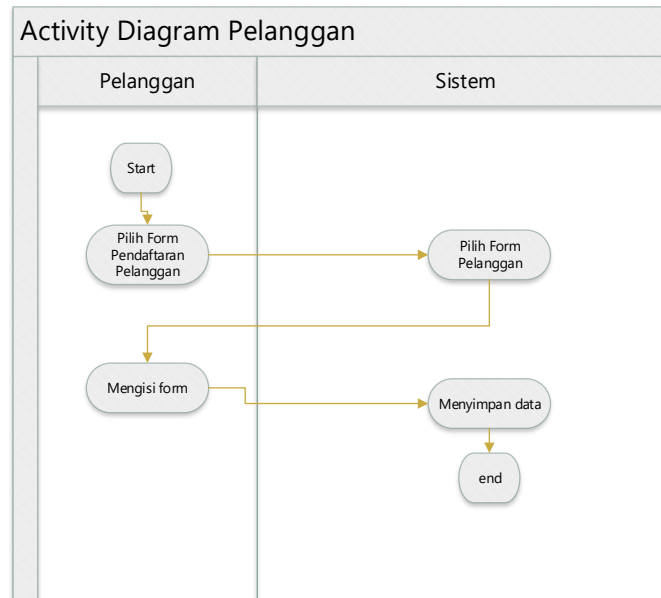 Activity Diagram Pelanggan
Pelanggan
Sistem
Start
Pilih Form
Pendaftaran
Pelanggan
Pilih Form
Pelanggan
Mengisi form
Menyimpan data
end